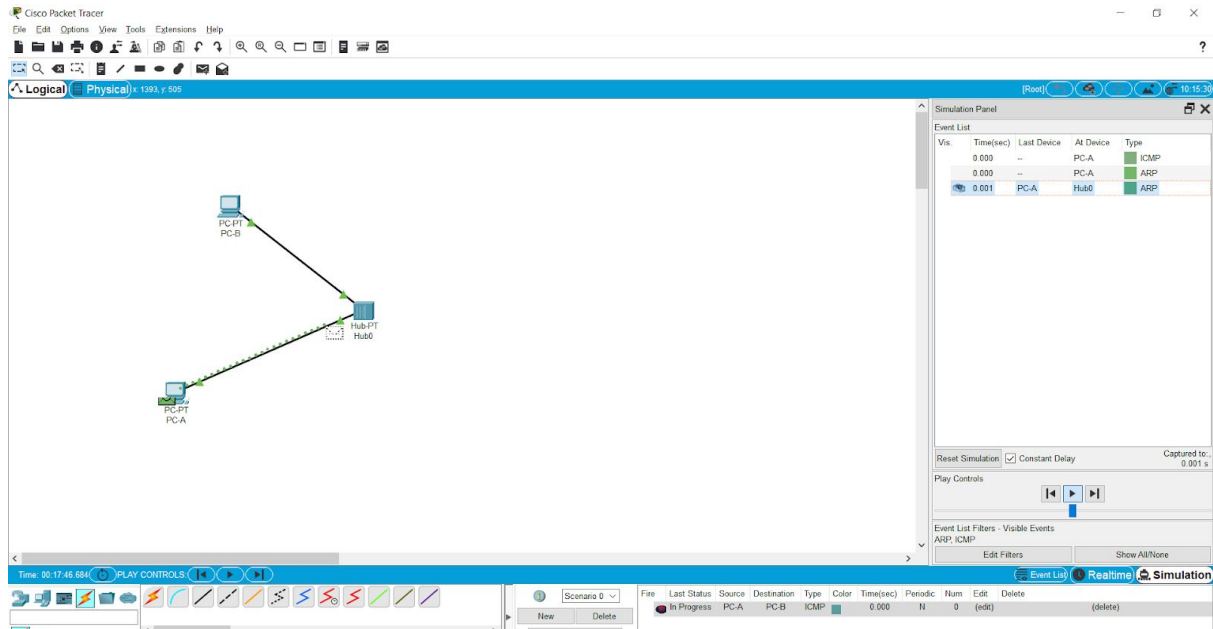 Cisco Packet Tracer
File Edit Options View Tools Extensions Help
?
Logical Physical x: 1393, y: 505 [Root] 10:15:30
Simulation Panel
Event List
Vis. Time(sec) Last Device At Device Type
0.000 -- PC-A ICMP
0.000 -- PC-A ARP
0.001 PC-A Hub0 ARP
PC-PT
PC-B
Hub-PT
Hub0
PC-PT
PC-A
Reset Simulation Constant Delay Captured to:
0.001 s
Play Controls
Event List Filters - Visible Events
ARP, ICMP
Edit Filters Show All/None
Time: 00:17:46.684 PLAY CONTROLS: Event List Realtime Simulation
Scenario 0 Fire Last Status Source Destination Type Color Time(sec) Periodic Num Edit Delete
In Progress PC-A PC-B ICMP 0.000 N 0 (edit) (delete)
New Delete